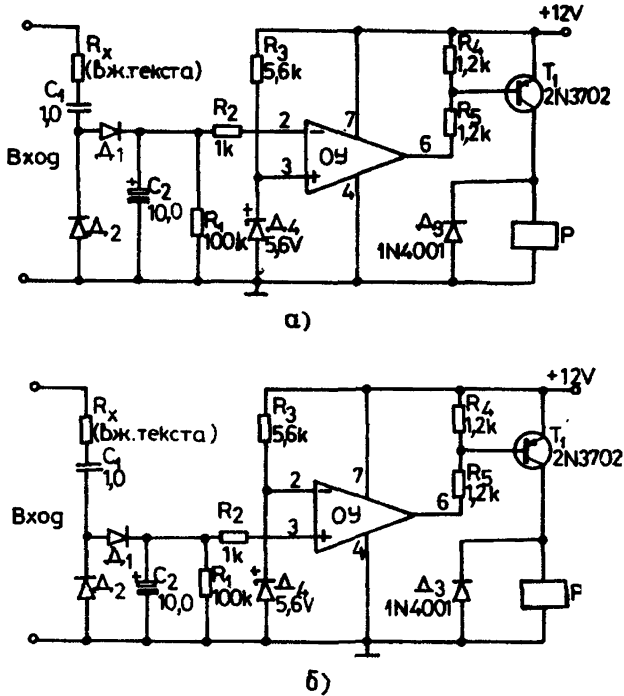 +12V
Rx
(вж.текста)
C1
1,0
R3
5,6k
R4
1,2k
T1
2N3702
R2
1k
2
7
R5
1,2k
6
Вход
Д1
ОУ
3
4
C2
10,0
Д2
R1
100k
Д4
5,6V
Д3
1N4001
P
а)
+12V
Rx
(вж.текста)
C1
1,0
R3
5,6k
R4
1,2k
T1
2N3702
2
7
R5
1,2k
6
Вход
R2
1k
3
ОУ
4
Д1
Д2
C2
10,0
R1
100k
Д4
5,6V
Д3
1N4001
P
б)